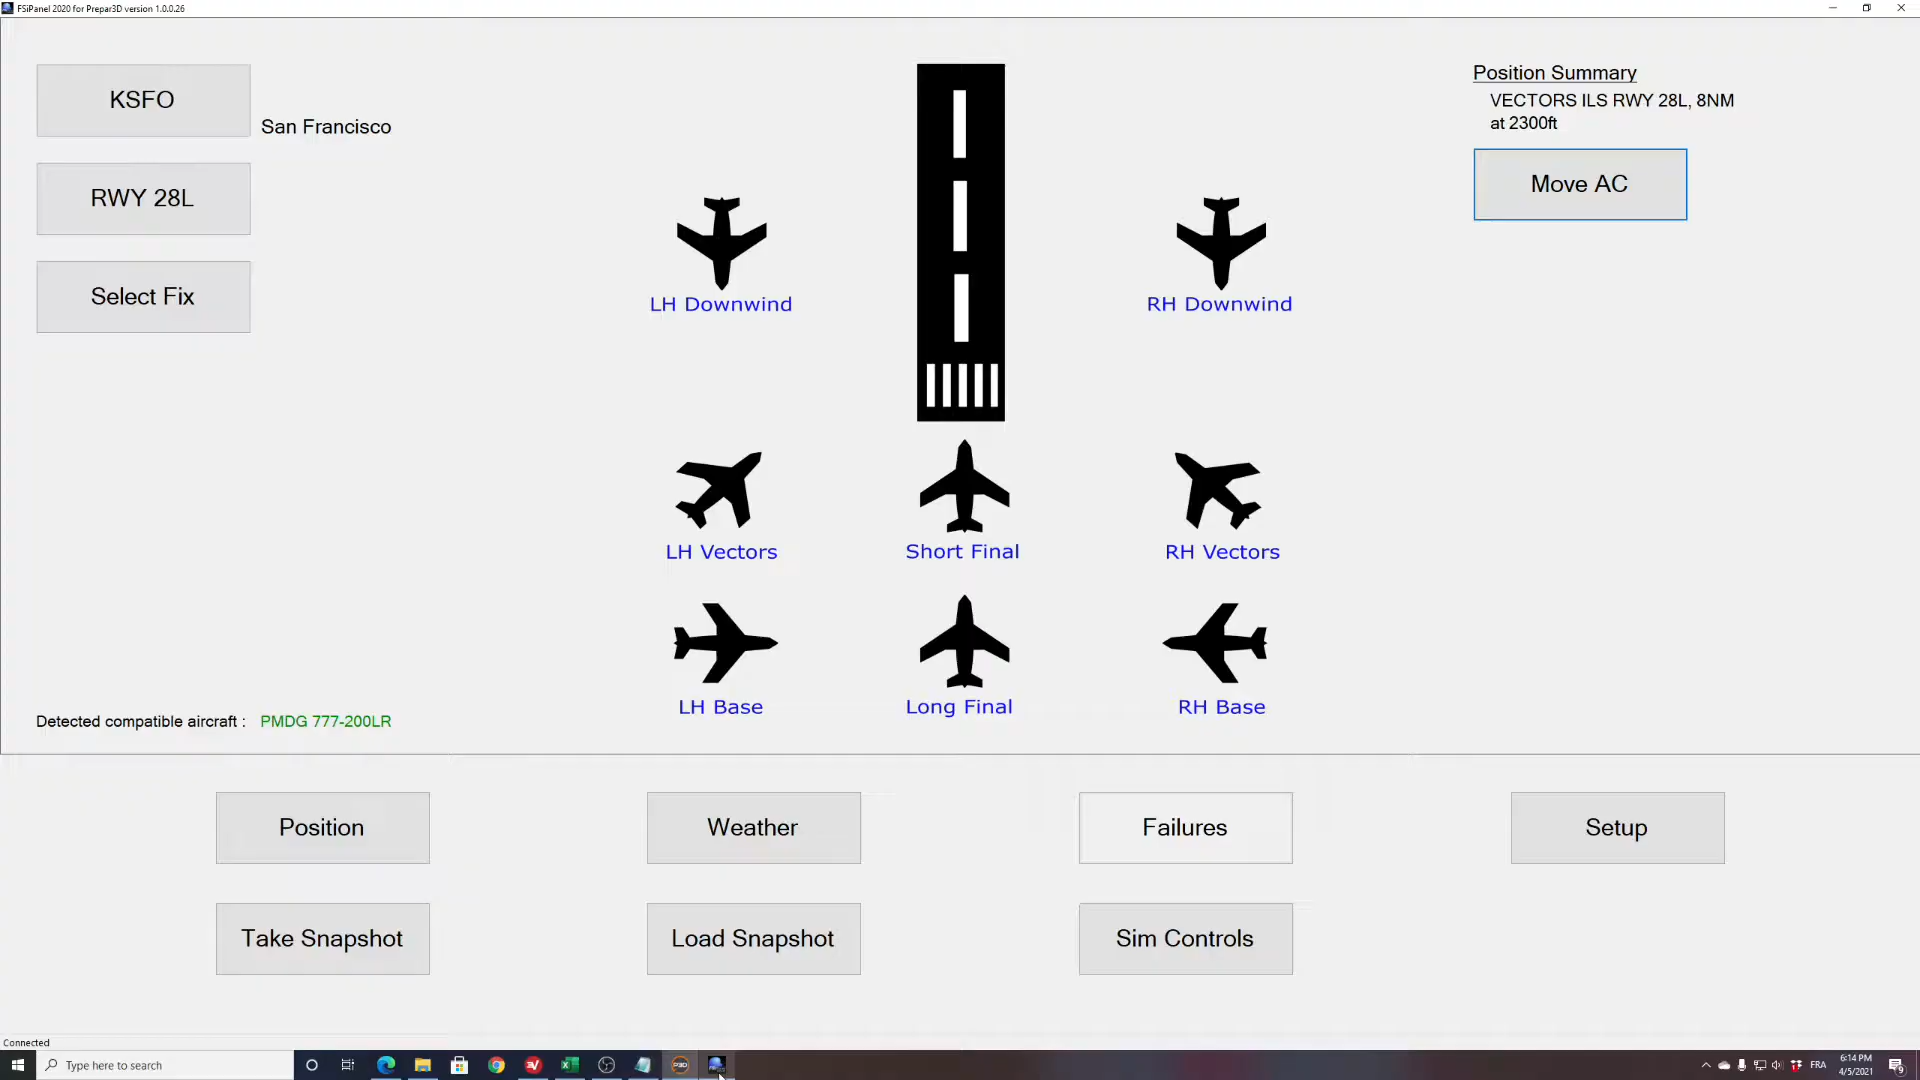 FSiPanel 2020 for Prepar3D version 1.0.0.26
KSFO
San Francisco
RWY 28L
Select Fix
Position Summary
VECTORS ILS RWY 28L, 8NM
at 2300ft
Move AC
LH Downwind
RH Downwind
LH Vectors
Short Final
RH Vectors
LH Base
Long Final
RH Base
Detected compatible aircraft : PMDG 777-200LR
Position
Weather
Failures
Setup
Take Snapshot
Load Snapshot
Sim Controls
Connected
Type here to search
P3D
FRA
6:14 PM
4/5/2021
9